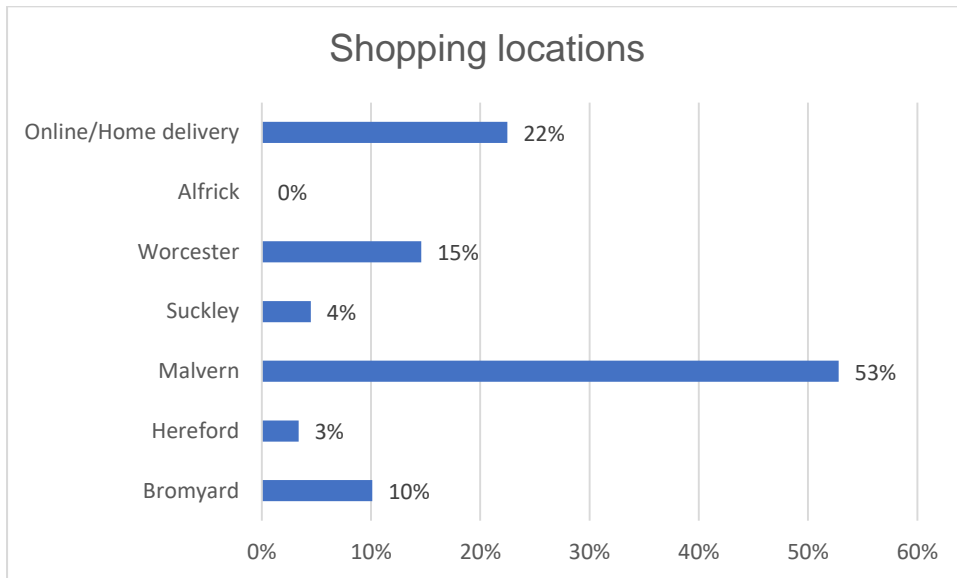 Shopping locations
Online/Home delivery 22%
Alfrick 0%
Worcester 15%
Suckley 4%
Malvern 53%
Hereford 3%
Bromyard 10%
0% 10% 20% 30% 40% 50% 60%